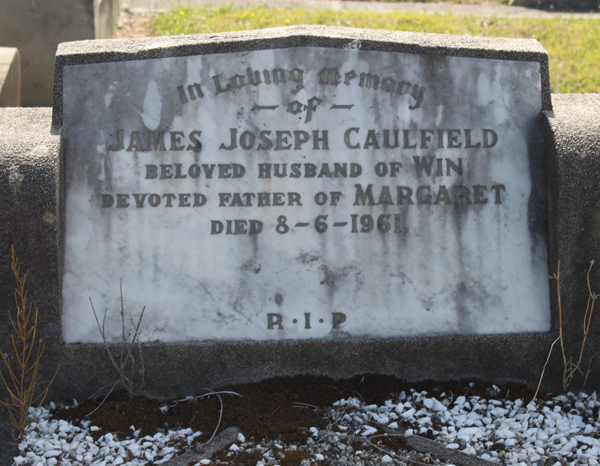 In Loving memory
– of –
JAMES JOSEPH CAULFIELD
BELOVED HUSBAND OF WIN
DEVOTED FATHER OF MARGARET
DIED 8-6-1961.
R·I·P